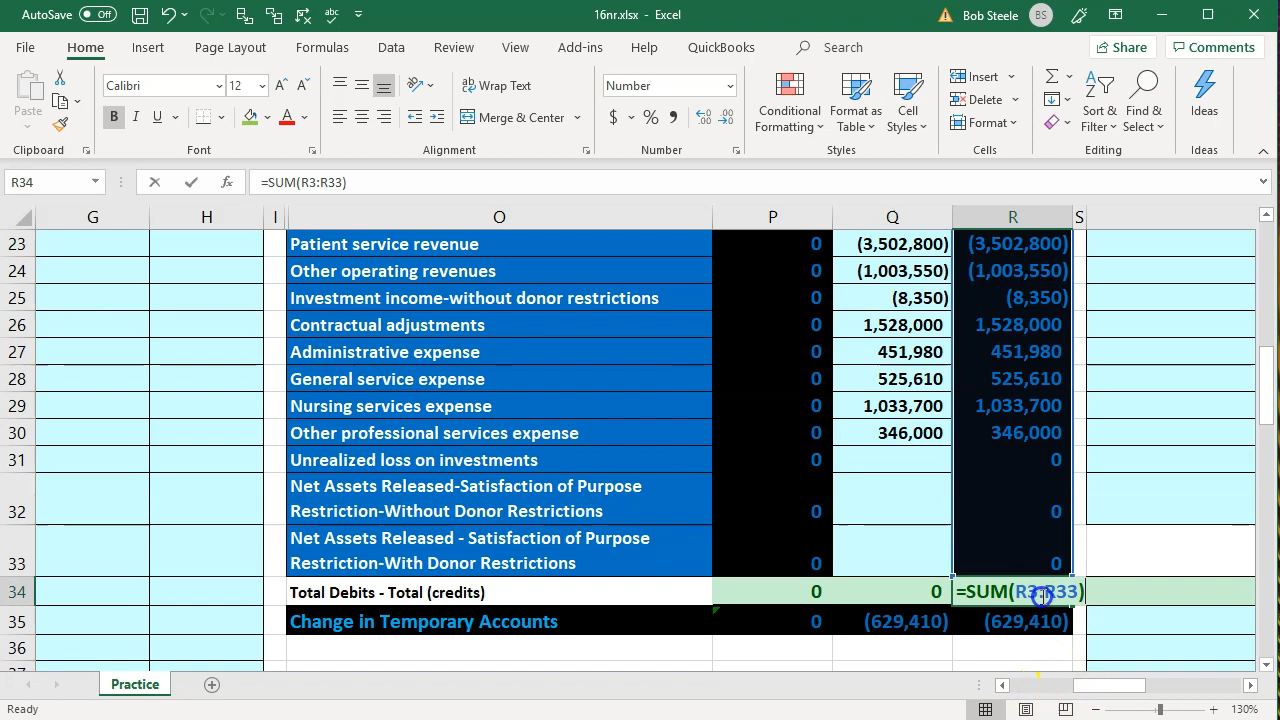 AutoSave Off 16nr.xlsx - Excel Bob Steele BS
File Home Insert Page Layout Formulas Data Review View Add-ins Help QuickBooks Search Share Comments
Paste Calibri 12 Wrap Text Number Conditional Format as Cell Insert Sort & Find & Ideas
B I U Merge & Center $ % Formatting Table Styles Delete Filter Select
Format
Clipboard Font Alignment Number Styles Cells Editing Ideas
R34 fx =SUM(R3:R33)
G H I O P Q R S
23 Patient service revenue 0 (3,502,800) (3,502,800)
24 Other operating revenues 0 (1,003,550) (1,003,550)
25 Investment income-without donor restrictions 0 (8,350) (8,350)
26 Contractual adjustments 0 1,528,000 1,528,000
27 Administrative expense 0 451,980 451,980
28 General service expense 0 525,610 525,610
29 Nursing services expense 0 1,033,700 1,033,700
30 Other professional services expense 0 346,000 346,000
31 Unrealized loss on investments 0 0
Net Assets Released-Satisfaction of Purpose
32 Restriction-Without Donor Restrictions 0 0
Net Assets Released - Satisfaction of Purpose
33 Restriction-With Donor Restrictions 0 0
34 Total Debits - Total (credits) 0 0 =SUM(R3:R33)
35 Change in Temporary Accounts 0 (629,410) (629,410)
36
Practice
Ready 130%